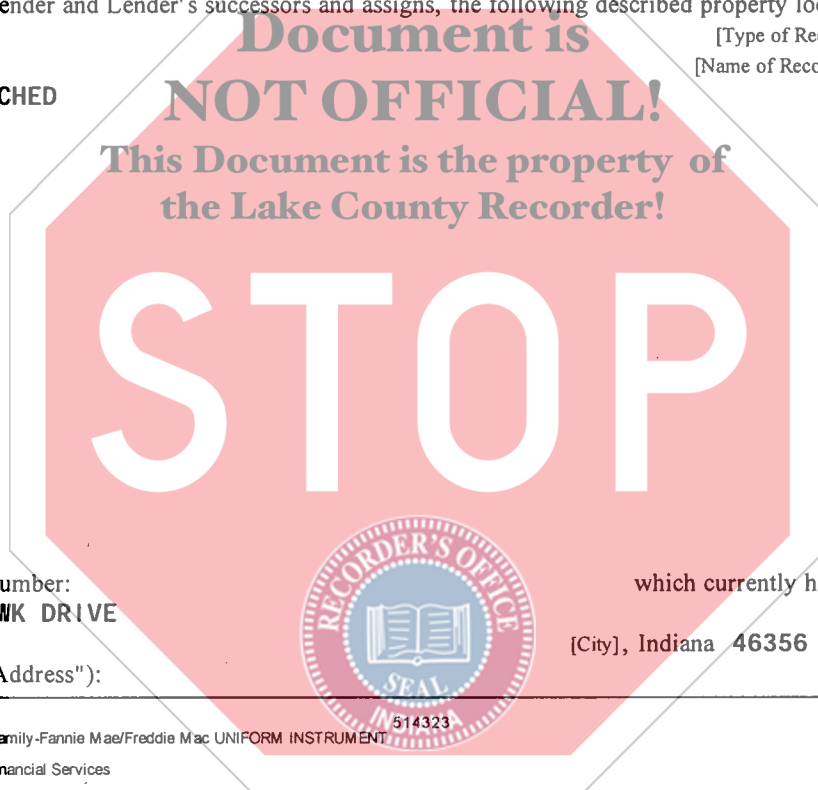 ender and Lender's successors and assigns, the following described property lo
Document is
[Type of Re
[Name of Reco
CHED
NOT OFFICIAL!
This Document is the property of
the Lake County Recorder!
STOP
umber:
which currently h
WK DRIVE
[City], Indiana 46356
Address"):
RECORDER'S OFFICE
SEAL
INDIANA
514323
amily-Fannie Mae/Freddie Mac UNIFORM INSTRUMENT
nancial Services